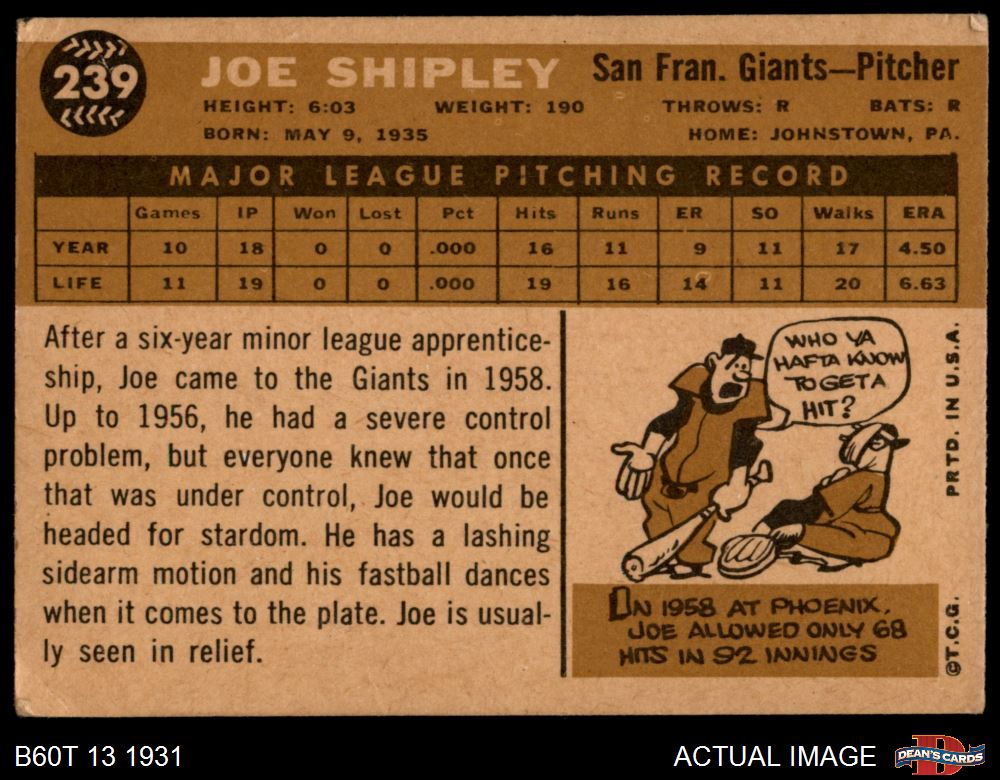 239
JOE SHIPLEY San Fran. Giants—Pitcher
HEIGHT: 6:03 WEIGHT: 190 THROWS: R BATS: R
BORN: MAY 9, 1935 HOME: JOHNSTOWN, PA.
MAJOR LEAGUE PITCHING RECORD
Games IP Won Lost Pct Hits Runs ER SO Walks ERA
YEAR 10 18 0 0 .000 16 11 9 11 17 4.50
LIFE 11 19 0 0 .000 19 16 14 11 20 6.63
After a six-year minor league apprentice-
ship, Joe came to the Giants in 1958.
Up to 1956, he had a severe control
problem, but everyone knew that once
that was under control, Joe would be
headed for stardom. He has a lashing
sidearm motion and his fastball dances
when it comes to the plate. Joe is usual-
ly seen in relief.
WHO YA
HAFTA KNOW
TO GET A
HIT?
IN 1958 AT PHOENIX,
JOE ALLOWED ONLY 68
HITS IN 92 INNINGS
©T.C.G. PRTD. IN U.S.A.
B60T 13 1931 ACTUAL IMAGE
DEAN'S CARDS